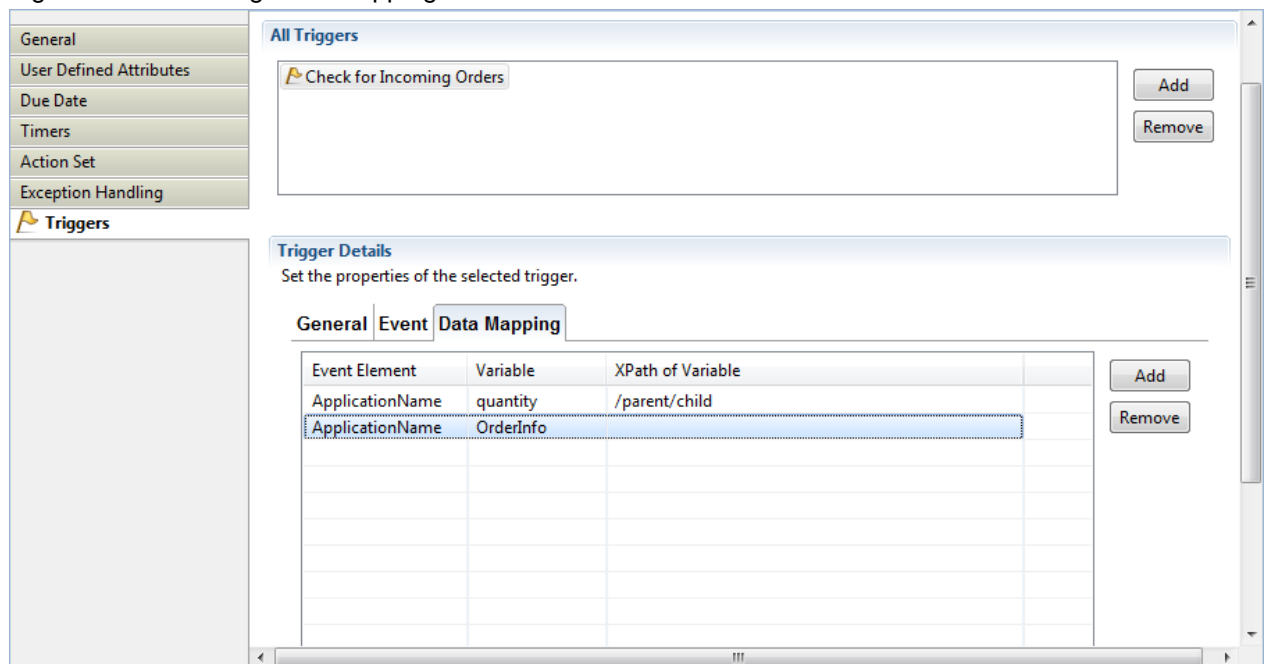 General
User Defined Attributes
Due Date
Timers
Action Set
Exception Handling
Triggers
All Triggers
Check for Incoming Orders
Add
Remove
Trigger Details
Set the properties of the selected trigger.
General Event Data Mapping
Event Element Variable XPath of Variable
ApplicationName quantity /parent/child
ApplicationName OrderInfo
Add
Remove